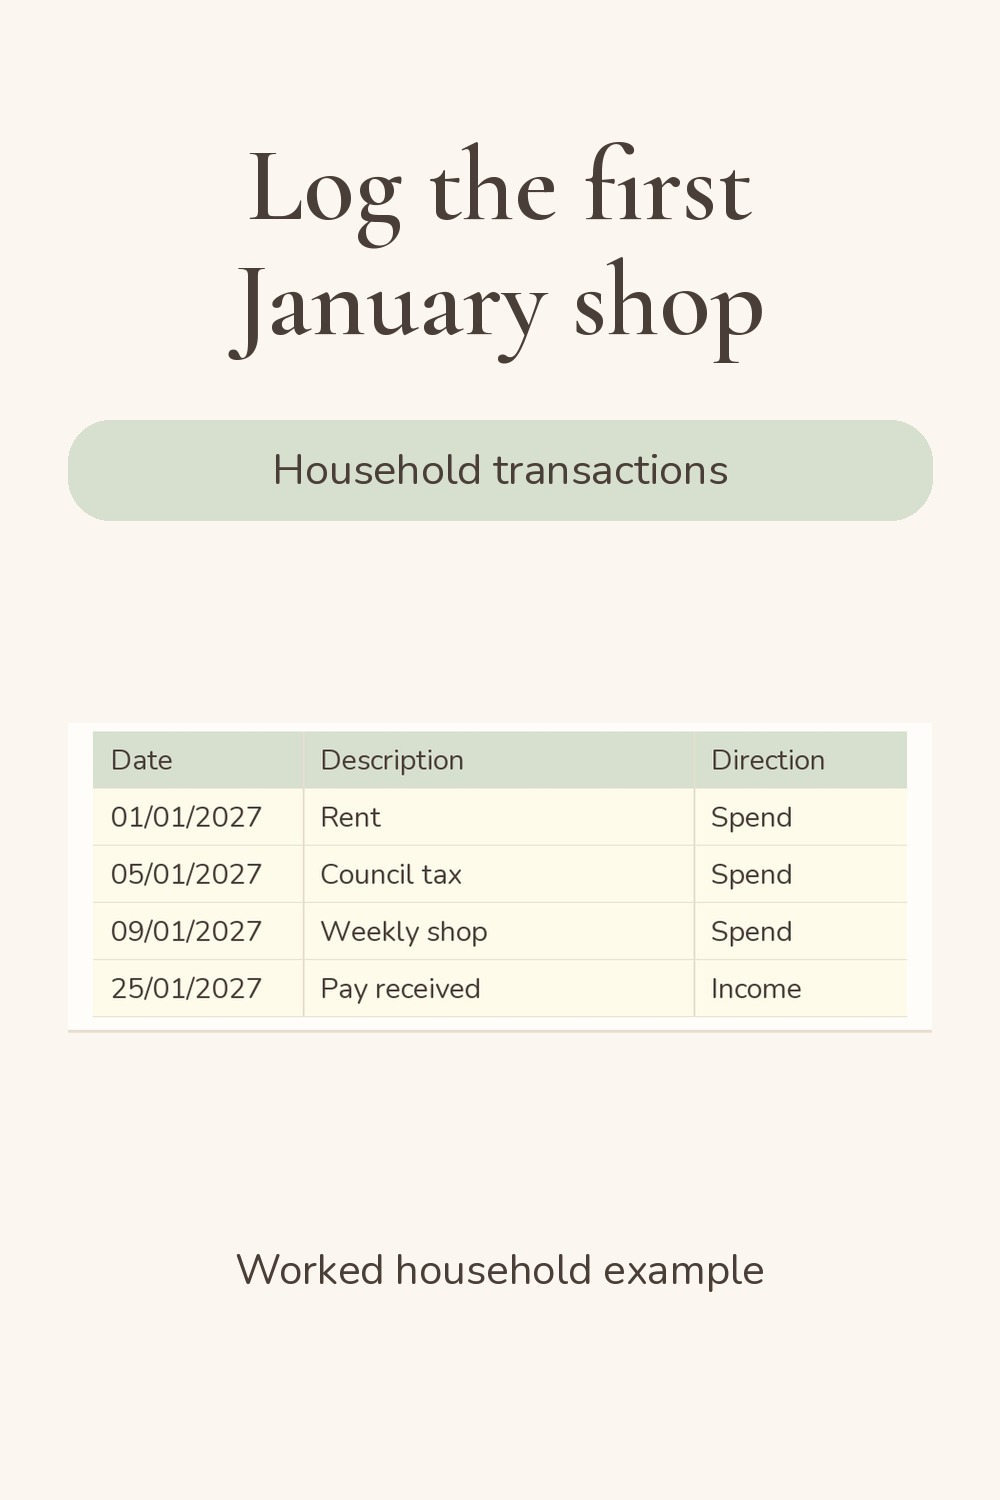 Log the first
January shop
Household transactions
Date Description Direction
01/01/2027 Rent Spend
05/01/2027 Council tax Spend
09/01/2027 Weekly shop Spend
25/01/2027 Pay received Income
Worked household example